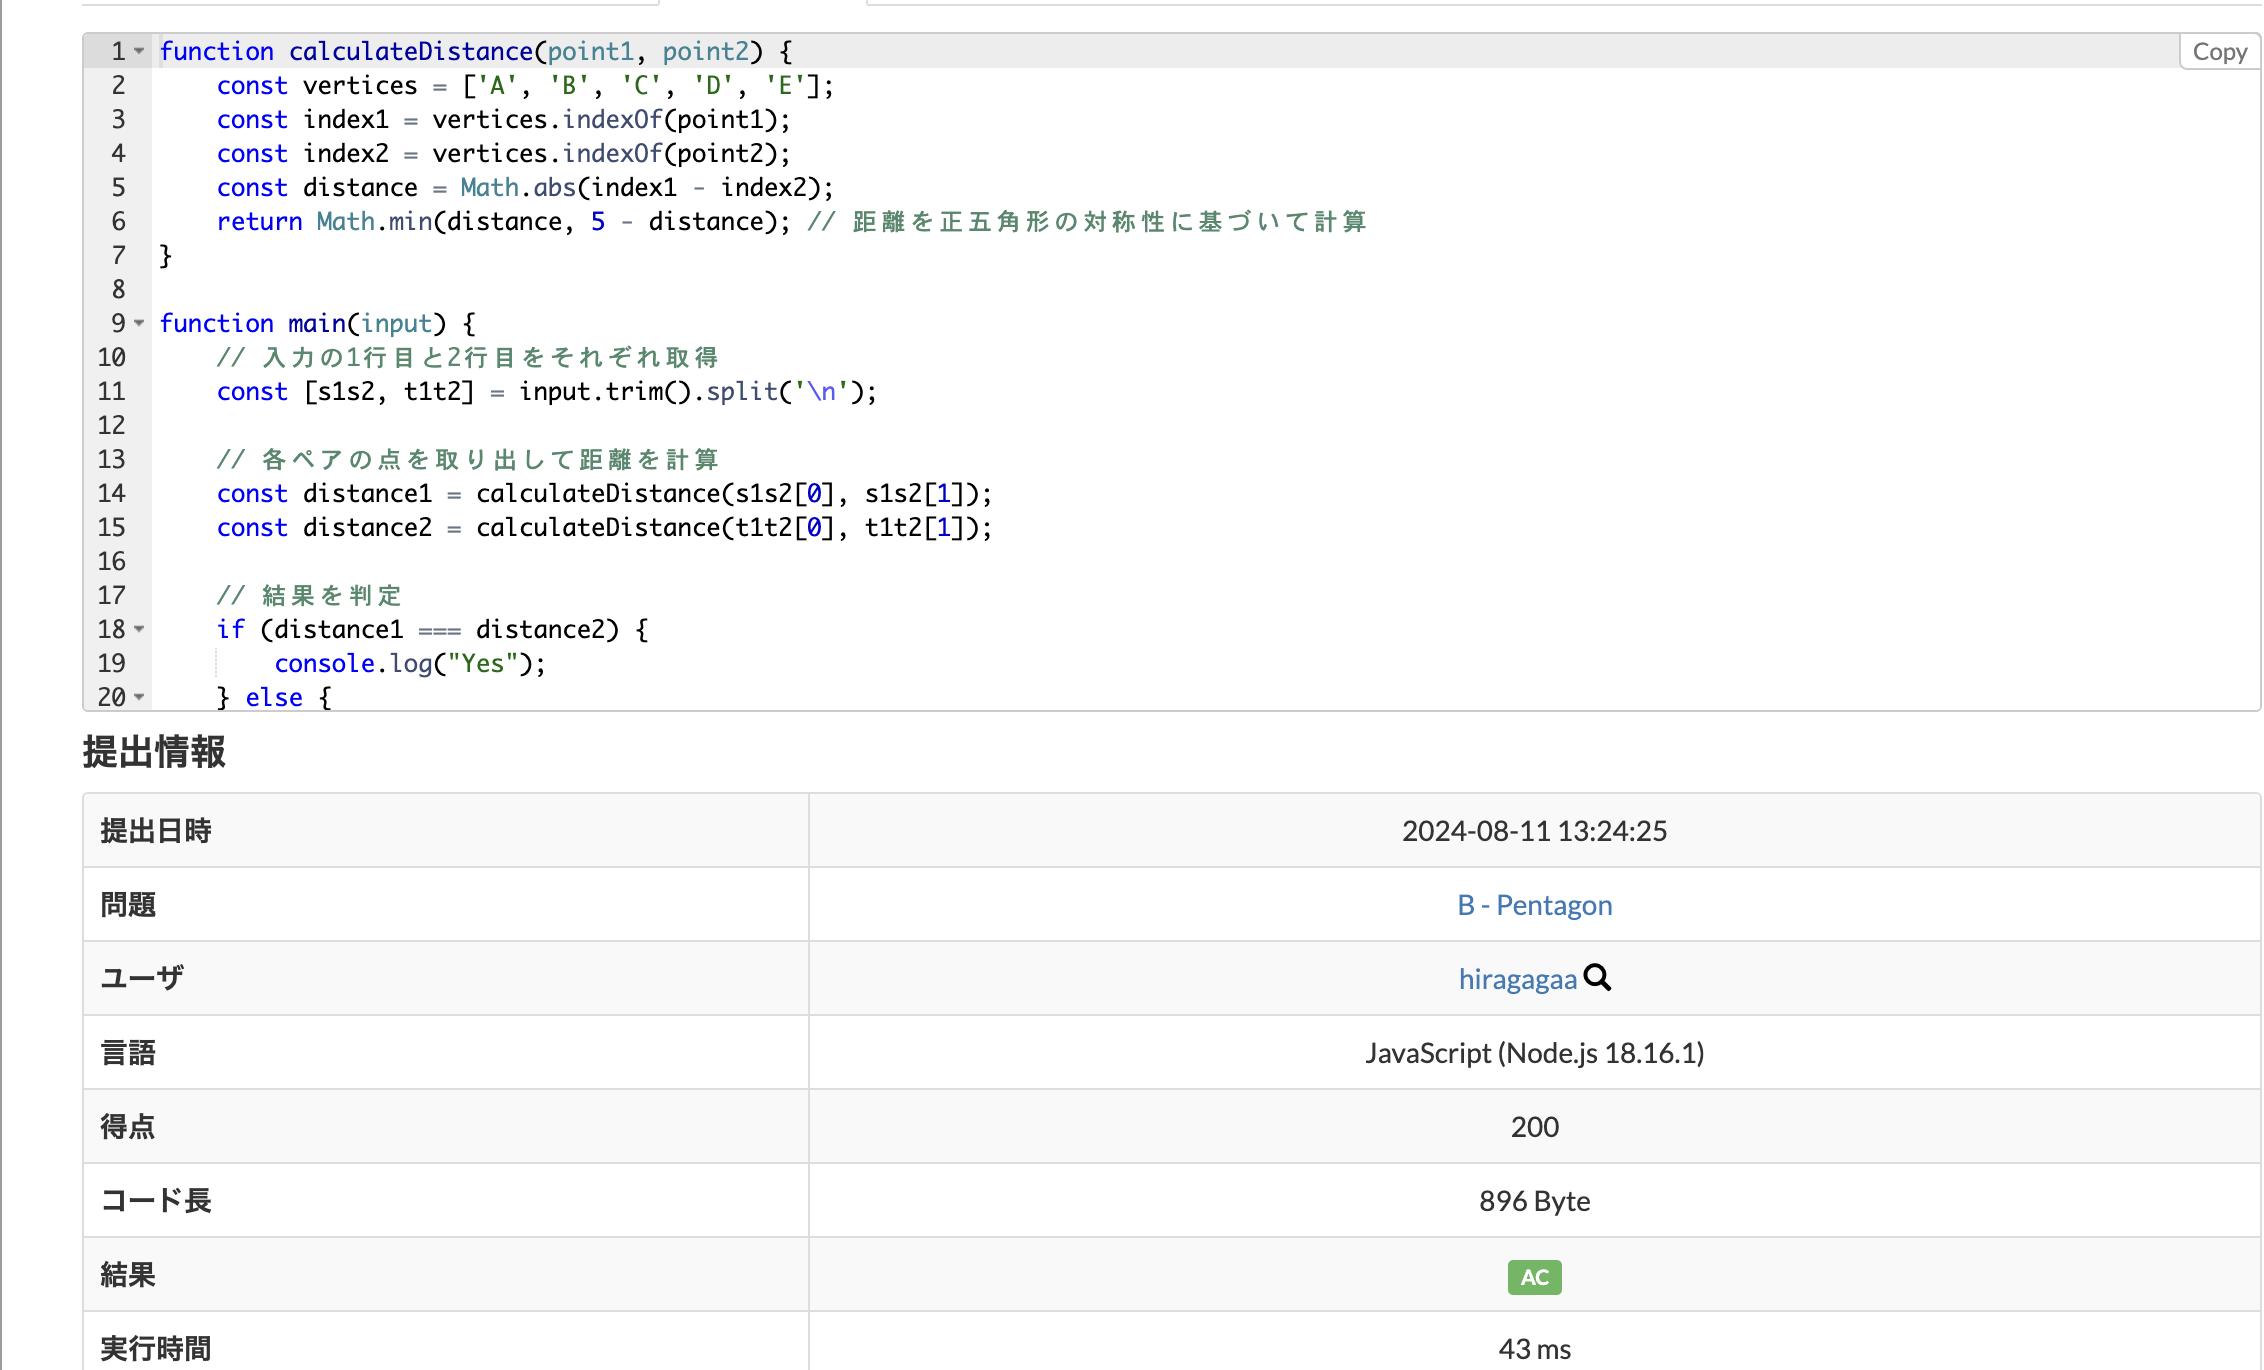 Copy
1 function calculateDistance(point1, point2) {
2     const vertices = ['A', 'B', 'C', 'D', 'E'];
3     const index1 = vertices.indexOf(point1);
4     const index2 = vertices.indexOf(point2);
5     const distance = Math.abs(index1 - index2);
6     return Math.min(distance, 5 - distance); // 距離を正五角形の対称性に基づいて計算
7 }
8
9 function main(input) {
10     // 入力の1行目と2行目をそれぞれ取得
11     const [s1s2, t1t2] = input.trim().split('\n');
12
13     // 各ペアの点を取り出して距離を計算
14     const distance1 = calculateDistance(s1s2[0], s1s2[1]);
15     const distance2 = calculateDistance(t1t2[0], t1t2[1]);
16
17     // 結果を判定
18     if (distance1 === distance2) {
19         console.log("Yes");
20     } else {
提出情報
提出日時 2024-08-11 13:24:25
問題 B - Pentagon
ユーザ hiragagaa
言語 JavaScript (Node.js 18.16.1)
得点 200
コード長 896 Byte
結果 AC
実行時間 43 ms